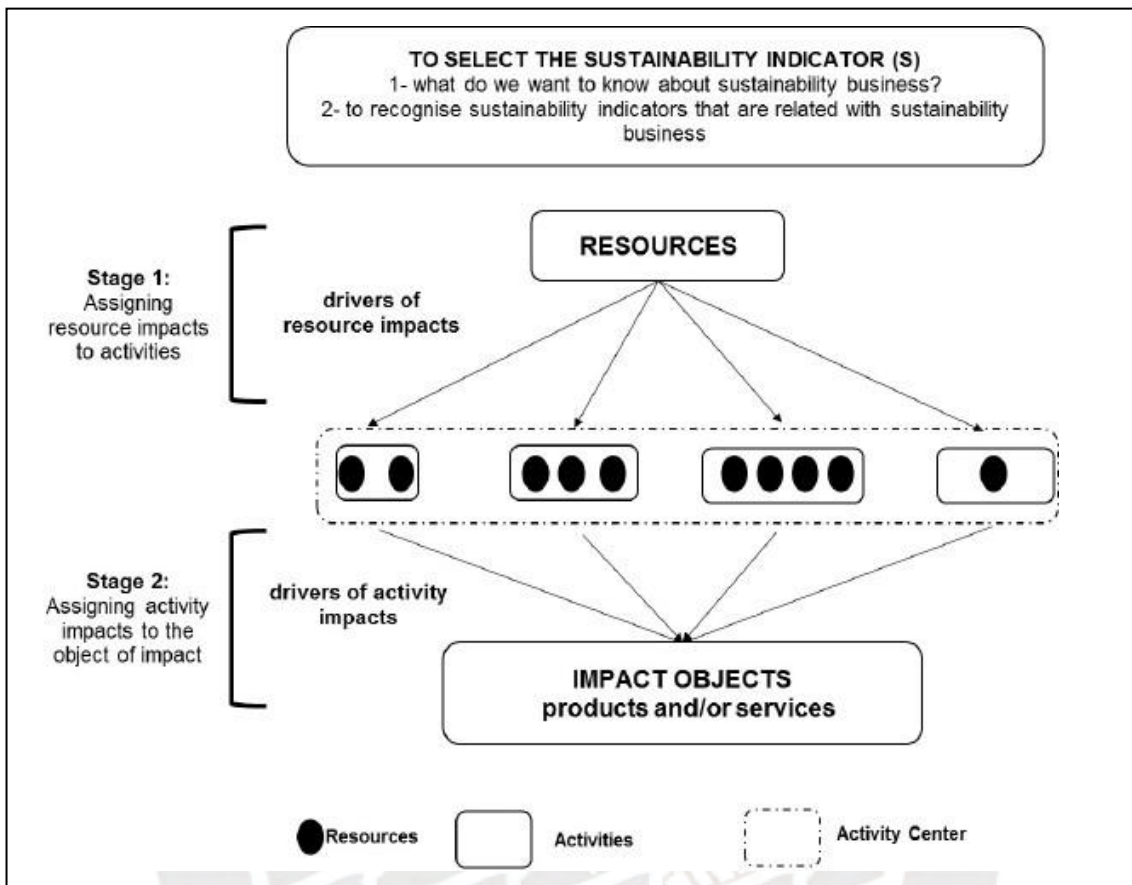 TO SELECT THE SUSTAINABILITY INDICATOR (S)
1- what do we want to know about sustainability business?
2- to recognise sustainability indicators that are related with sustainability
business
RESOURCES
Stage 1:
Assigning
resource impacts
to activities
drivers of
resource impacts
Stage 2:
Assigning activity
impacts to the
object of impact
drivers of activity
impacts
IMPACT OBJECTS
products and/or services
Resources
Activities
Activity Center